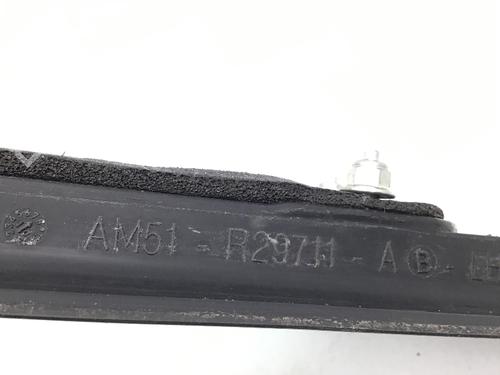 AM51 - R29711 - A Ⓑ -